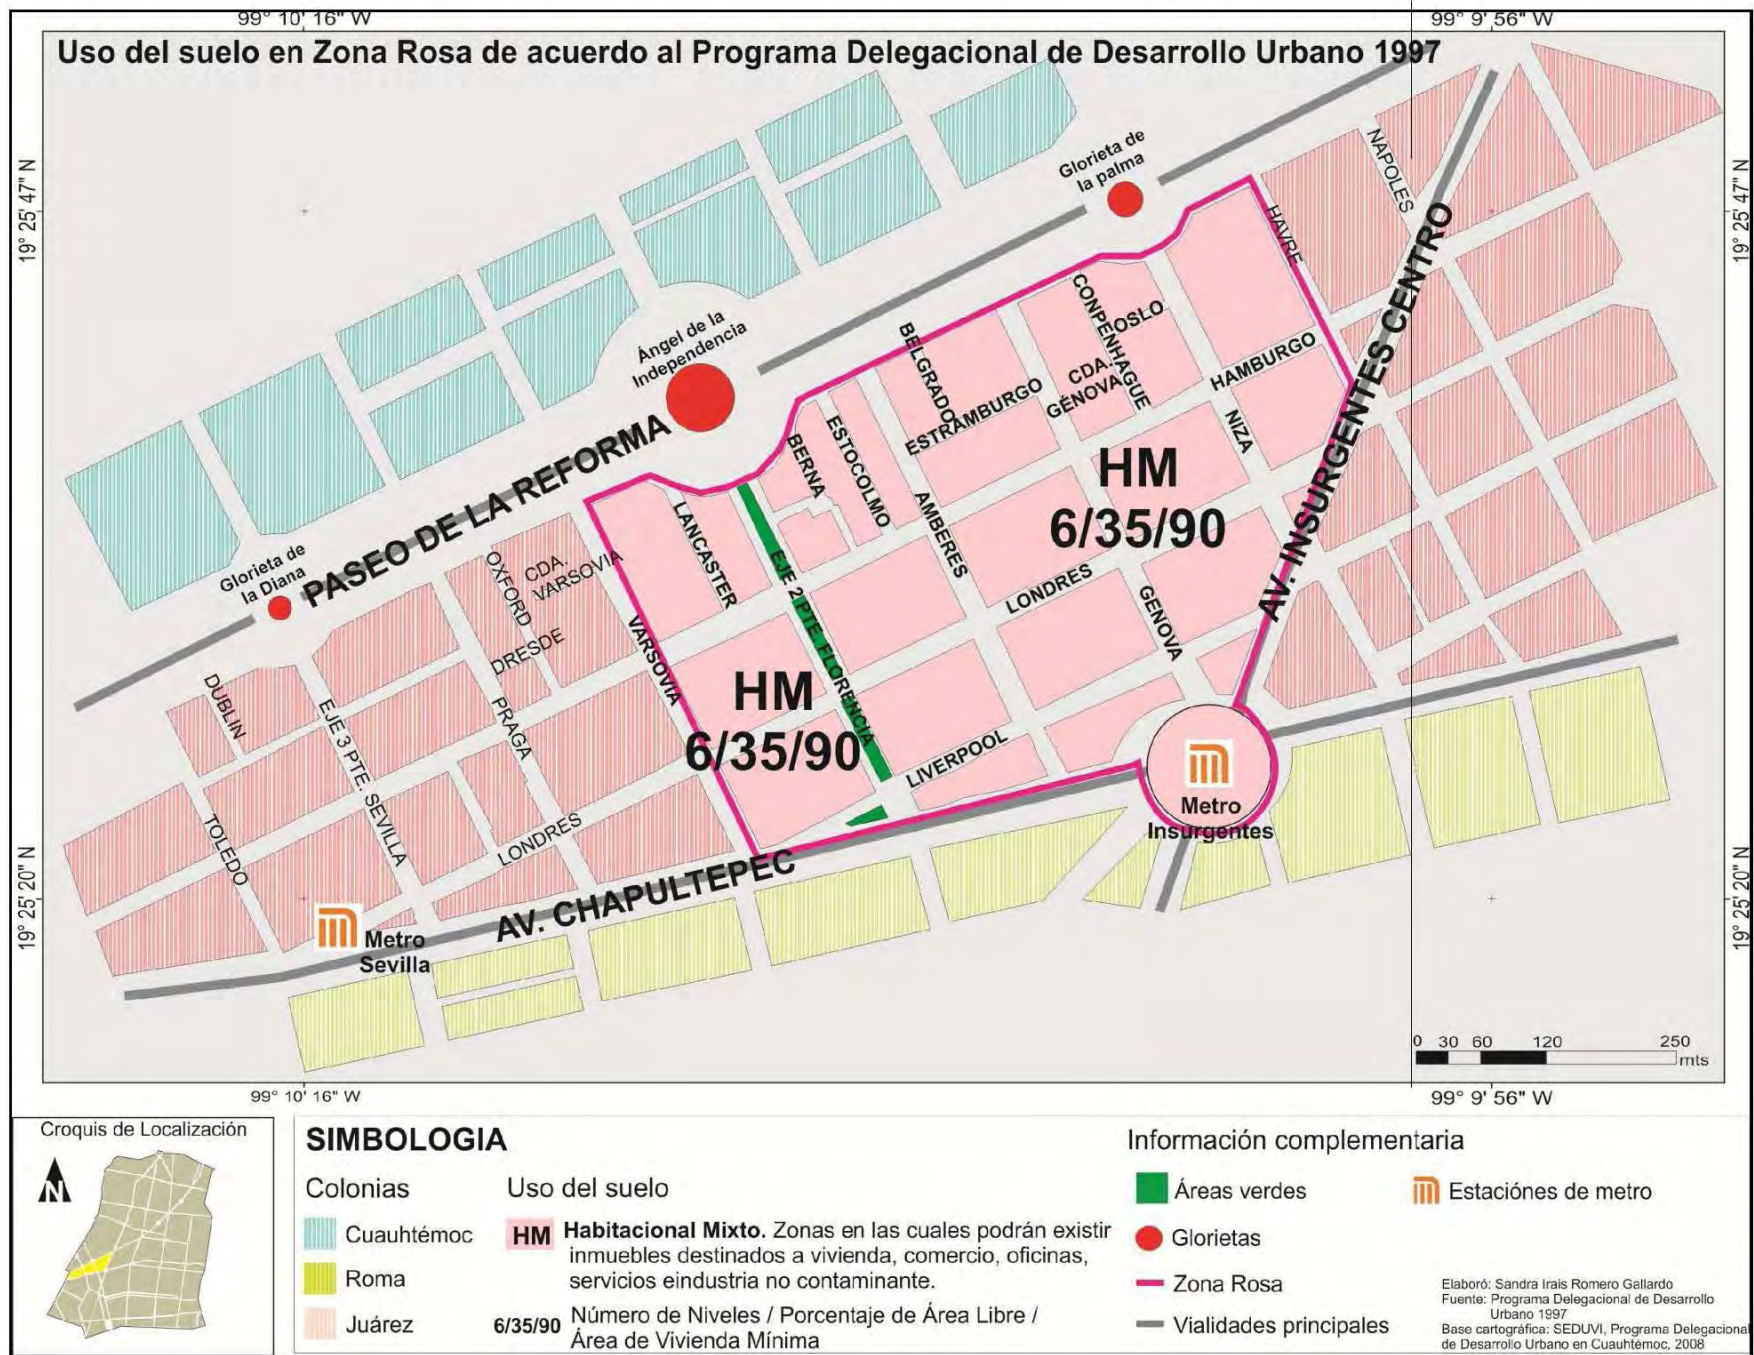 99° 10' 16" W
99° 9' 56" W
Uso del suelo en Zona Rosa de acuerdo al Programa Delegacional de Desarrollo Urbano 1997
19° 25' 47" N
19° 25' 47" N
Glorieta de
la palma
NAPOLES
HAVRE
Ángel de la
Independencia
CONPENHAGUE
OSLO
BELGRADO
CDA.
GÉNOVA
HAMBURGO
ESTRAMBURGO
NIZA
PASEO DE LA REFORMA
BERNA
ESTOCOLMO
AMBERES
HM
6/35/90
AV. INSURGENTES CENTRO
Glorieta de
la Diana
OXFORD
CDA.
VARSOVIA
LANCASTER
EJE 2 PTE. FLORENCIA
LONDRES
GENOVA
DRESDE
VARSOVIA
DUBLIN
EJE 3 PTE. SEVILLA
PRAGA
HM
6/35/90
LIVERPOOL
Metro
Insurgentes
TOLEDO
LONDRES
AV. CHAPULTEPEC
19° 25' 20" N
19° 25' 20" N
Metro
Sevilla
0 30 60 120 250
mts
99° 10' 16" W
99° 9' 56" W
Croquis de Localización
N
SIMBOLOGIA
Colonias
Cuauhtémoc
Roma
Juárez
Uso del suelo
HM Habitacional Mixto. Zonas en las cuales podrán existir
inmuebles destinados a vivienda, comercio, oficinas,
servicios eindustria no contaminante.
6/35/90 Número de Niveles / Porcentaje de Área Libre /
Área de Vivienda Mínima
Información complementaria
Áreas verdes
Glorietas
Zona Rosa
Vialidades principales
Estaciónes de metro
Elaboró: Sandra Irais Romero Gallardo
Fuente: Programa Delegacional de Desarrollo
Urbano 1997
Base cartográfica: SEDUVI, Programa Delegacional
de Desarrollo Urbano en Cuauhtémoc, 2008